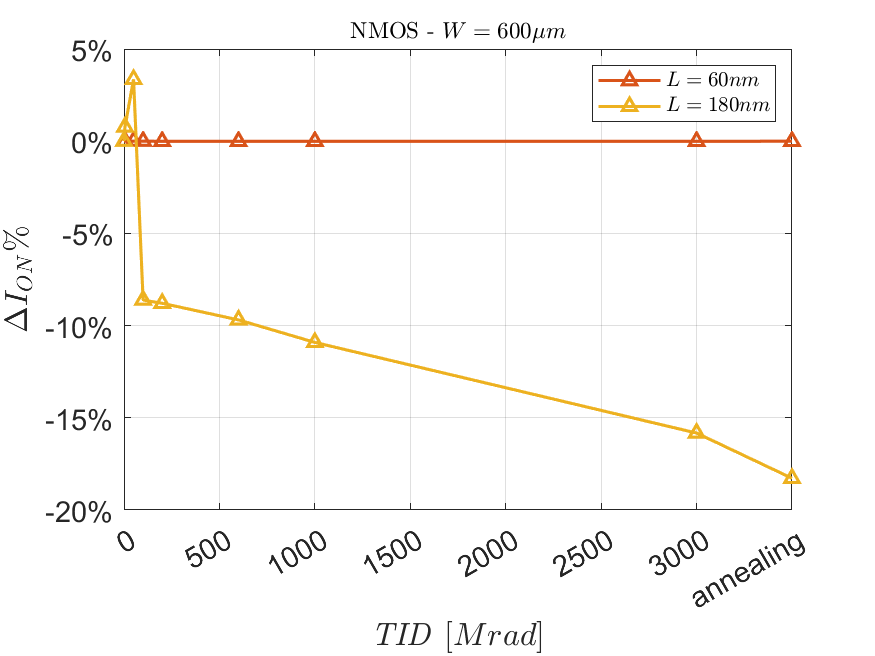 NMOS - W = 600μm
L = 60nm
L = 180nm
5%
0%
-5%
-10%
-15%
-20%
ΔI_ON%
0
500
1000
1500
2000
2500
3000
annealing
TID [Mrad]